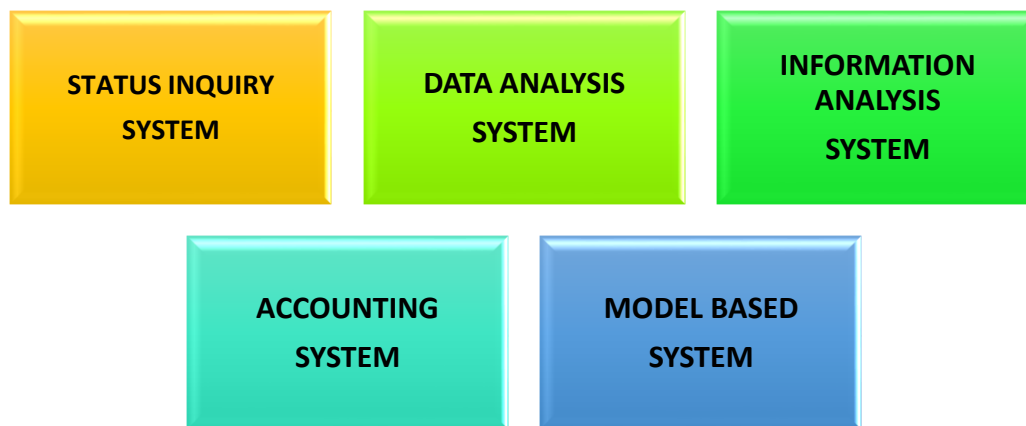 STATUS INQUIRY
SYSTEM
DATA ANALYSIS
SYSTEM
INFORMATION
ANALYSIS
SYSTEM
ACCOUNTING
SYSTEM
MODEL BASED
SYSTEM